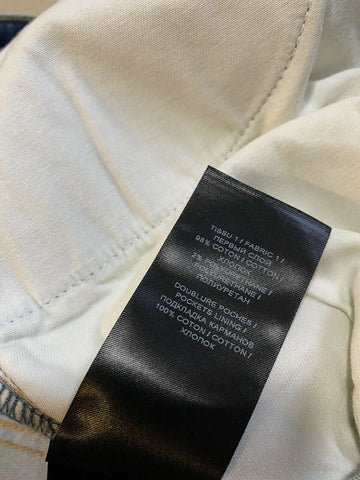 TISSU 1 / FABRIC 1 /
ПЕРВЫЙ СЛОЙ
98% COTON / COTTON /
ХЛОПОК
2% POLYURETHANE /
POLYURETHANE /
ПОЛИУРЕТАН
DOUBLURE POCHES /
POCKETS LINING /
ПОДКЛАДКА КАРМАНОВ
100% COTON / COTTON /
ХЛОПОК